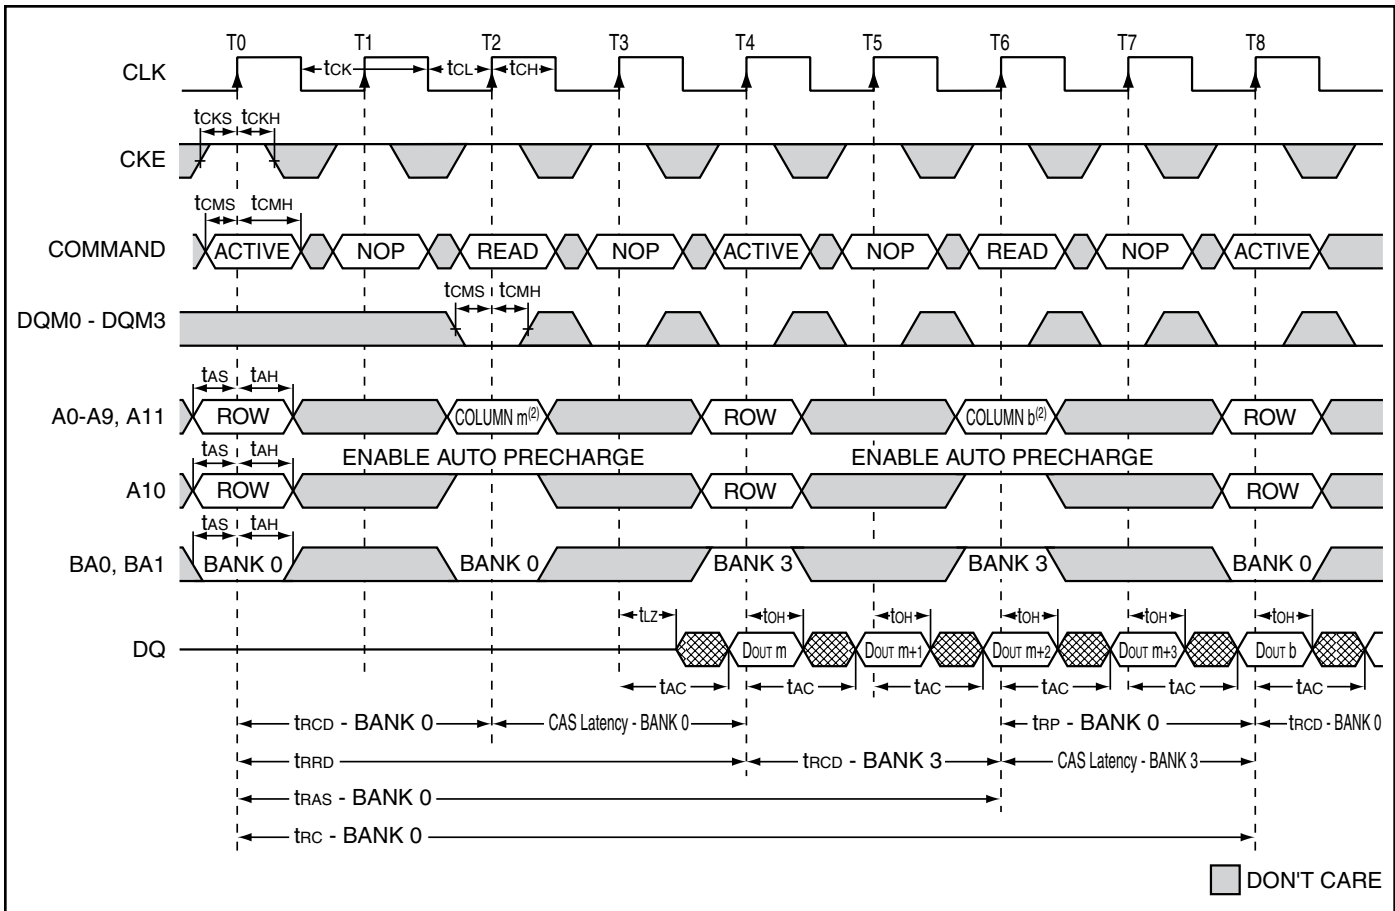 T0 T1 T2 T3 T4 T5 T6 T7 T8
CLK tCK tCL tCH
tCKS tCKH
CKE
tCMS tCMH
COMMAND ACTIVE NOP READ NOP ACTIVE NOP READ NOP ACTIVE
tCMS tCMH
DQM0 - DQM3
tAS tAH
A0-A9, A11 ROW COLUMN m(2) ROW COLUMN b(2) ROW
tAS tAH ENABLE AUTO PRECHARGE ENABLE AUTO PRECHARGE
A10 ROW ROW ROW
tAS tAH
BA0, BA1 BANK 0 BANK 0 BANK 3 BANK 3 BANK 0
tLZ tOH tOH tOH tOH tOH
DQ DOUT m DOUT m+1 DOUT m+2 DOUT m+3 DOUT b
tAC tAC tAC tAC tAC tAC
tRCD - BANK 0 CAS Latency - BANK 0 tRP - BANK 0 tRCD - BANK 0
tRRD tRCD - BANK 3 CAS Latency - BANK 3
tRAS - BANK 0
tRC - BANK 0
DON'T CARE